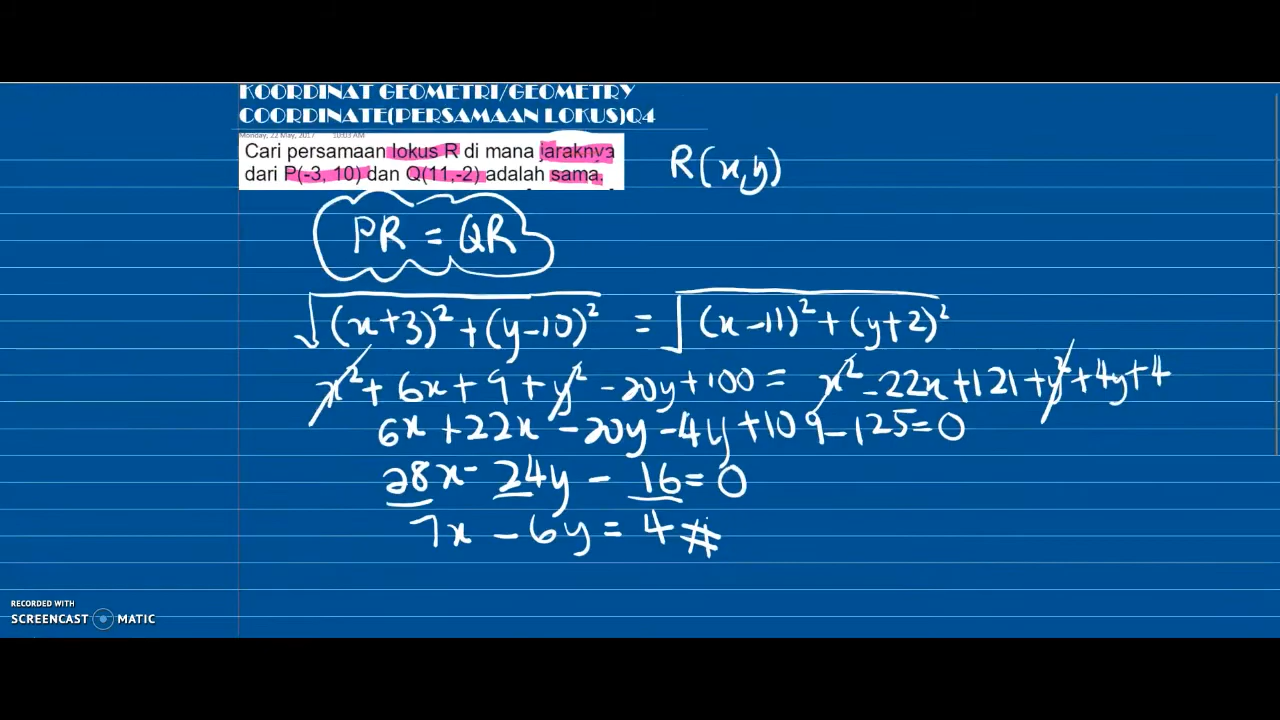 KOORDINAT GEOMETRI/GEOMETRY
COORDINATE(PERSAMAAN LOKUS)Q4
Monday, 22 May, 2017 10:03 AM
Cari persamaan lokus R di mana jaraknya
dari P(-3, 10) dan Q(11,-2) adalah sama.
R(x,y)
PR = QR
√(x+3)² + (y-10)² = √(x-11)² + (y+2)²
x² + 6x + 9 + y² - 20y + 100 = x² - 22x + 121 + y² + 4y + 4
6x + 22x - 20y - 4y + 109 - 125 = 0
28x - 24y - 16 = 0
7x - 6y = 4 #
RECORDED WITH
SCREENCAST MATIC